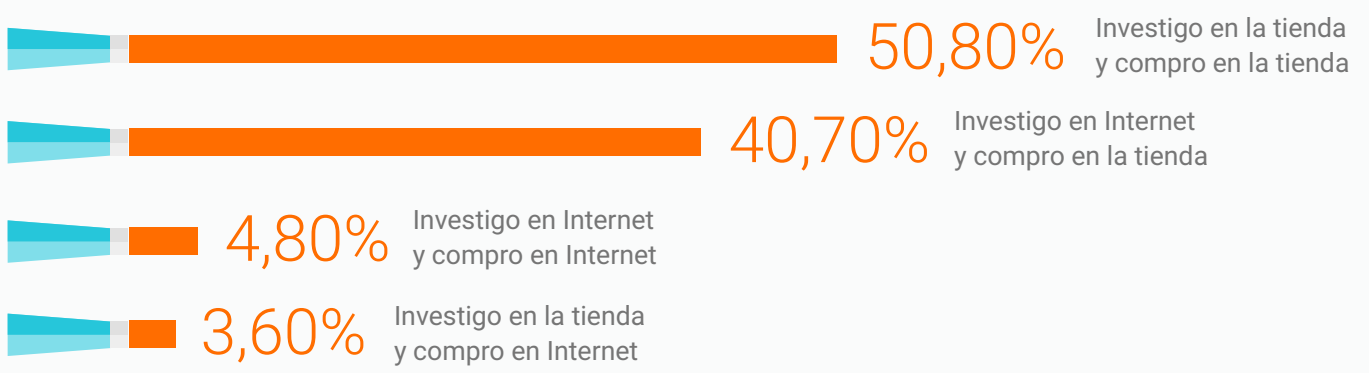 50,80%
Investigo en la tienda
y compro en la tienda
40,70%
Investigo en Internet
y compro en la tienda
4,80%
Investigo en Internet
y compro en Internet
3,60%
Investigo en la tienda
y compro en Internet